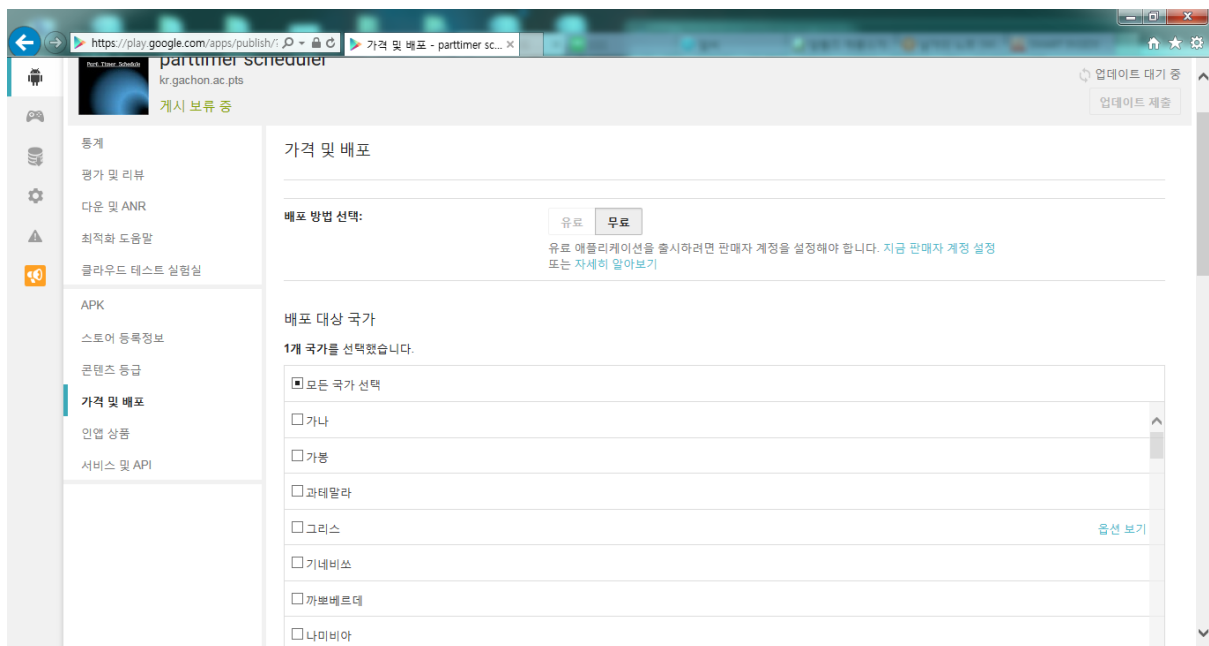 https://play.google.com/apps/publish/
가격 및 배포 - parttimer sc...
Part. Timer. Schedule
parttimer scheduler
kr.gachon.ac.pts
게시 보류 중
업데이트 대기 중
업데이트 제출
통계
평가 및 리뷰
다운 및 ANR
최적화 도움말
클라우드 테스트 실험실
APK
스토어 등록정보
콘텐츠 등급
가격 및 배포
인앱 상품
서비스 및 API
가격 및 배포
배포 방법 선택:
유료 무료
유료 애플리케이션을 출시하려면 판매자 계정을 설정해야 합니다. 지금 판매자 계정 설정
또는 자세히 알아보기
배포 대상 국가
1개 국가를 선택했습니다.
모든 국가 선택
가나
가봉
과테말라
그리스 옵션 보기
기네비쏘
까뽀베르데
나미비아